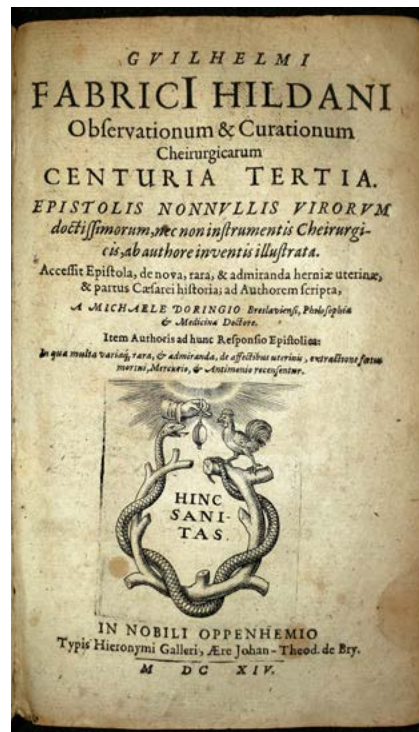 GVILHELMI
FABRICI HILDANI
Obſervationum & Curationum
Cheirurgicarum
CENTURIA TERTIA.
EPISTOLIS NONNVLLIS VIRORVM
doctiſſimorum, nec non inſtrumentis Cheirurgi-
cis, ab authore inventis illuſtrata.
Acceſſit Epiſtola, de nova, rara, & admiranda herniæ uterinæ,
& partus Cæſarei hiſtoria; ad Authorem ſcripta,
A MICHAELE DORINGIO Breslavienſi, Philoſophiæ
& Medicinæ Doctore.
Item Authoris ad hunc Reſponſio Epiſtolica:
In qua multa variaq́; rara, & admiranda, de affectibus uterinis, extractione fœtus
mortui, Mercurio, & Antimonio recenſentur.
HINC
SANI-
TAS.
IN NOBILI OPPENHEMIO
Typis Hieronymi Galleri, Ære Johan-Theod. de Bry.
M DC XIV.